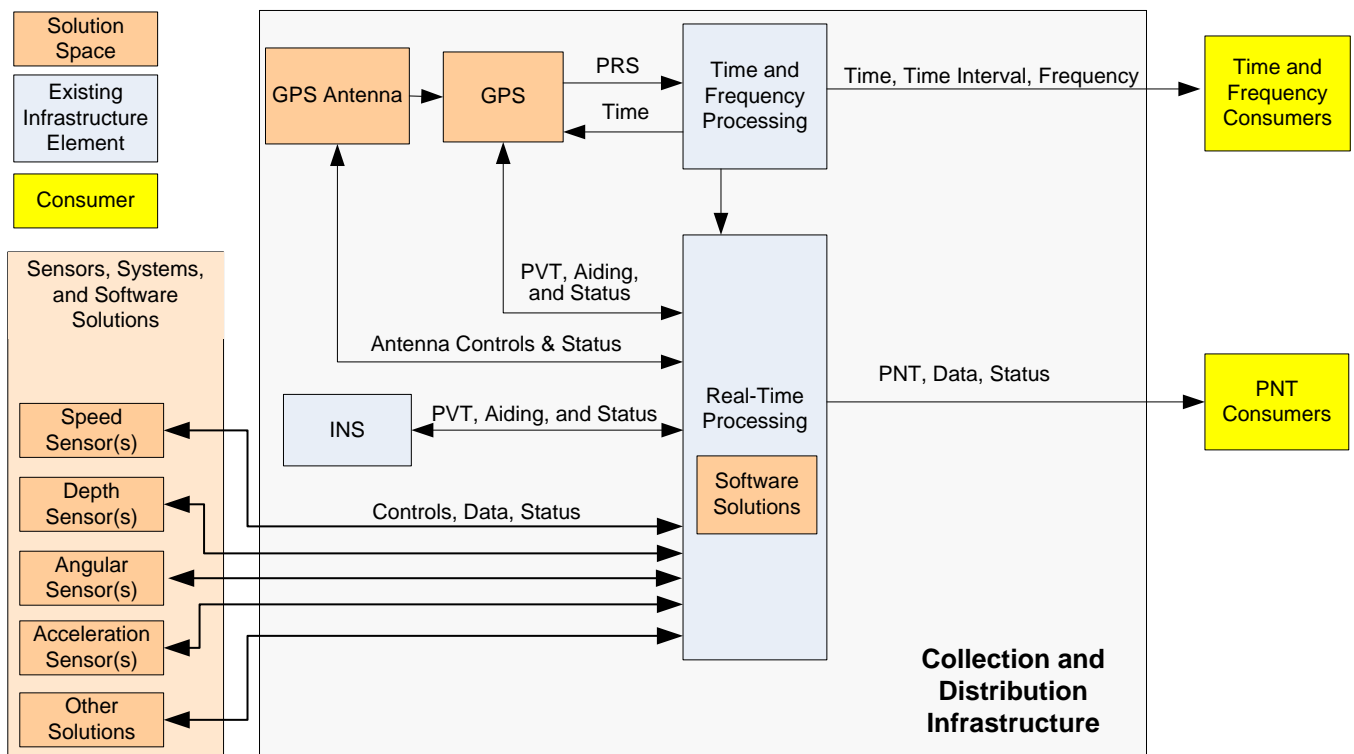 Solution
Space
Existing
Infrastructure
Element
Consumer
Sensors, Systems,
and Software
Solutions
Speed
Sensor(s)
Depth
Sensor(s)
Angular
Sensor(s)
Acceleration
Sensor(s)
Other
Solutions
GPS Antenna
GPS
PRS
Time
Time and
Frequency
Processing
Time, Time Interval, Frequency
Time and
Frequency
Consumers
PVT, Aiding,
and Status
Antenna Controls & Status
INS
PVT, Aiding, and Status
Controls, Data, Status
Real-Time
Processing
Software
Solutions
PNT, Data, Status
PNT
Consumers
Collection and
Distribution
Infrastructure